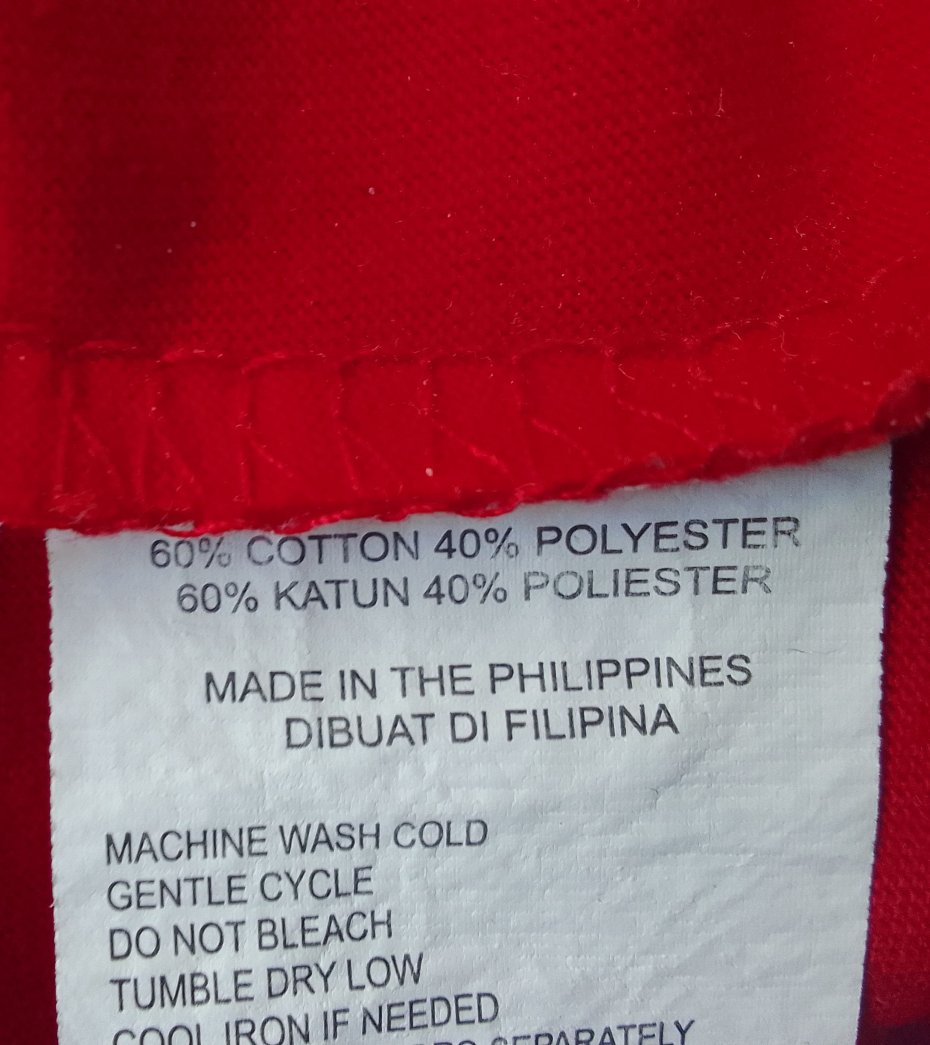 60% COTTON 40% POLYESTER
60% KATUN 40% POLIESTER
MADE IN THE PHILIPPINES
DIBUAT DI FILIPINA
MACHINE WASH COLD
GENTLE CYCLE
DO NOT BLEACH
TUMBLE DRY LOW
COOL IRON IF NEEDED
SEPARATELY